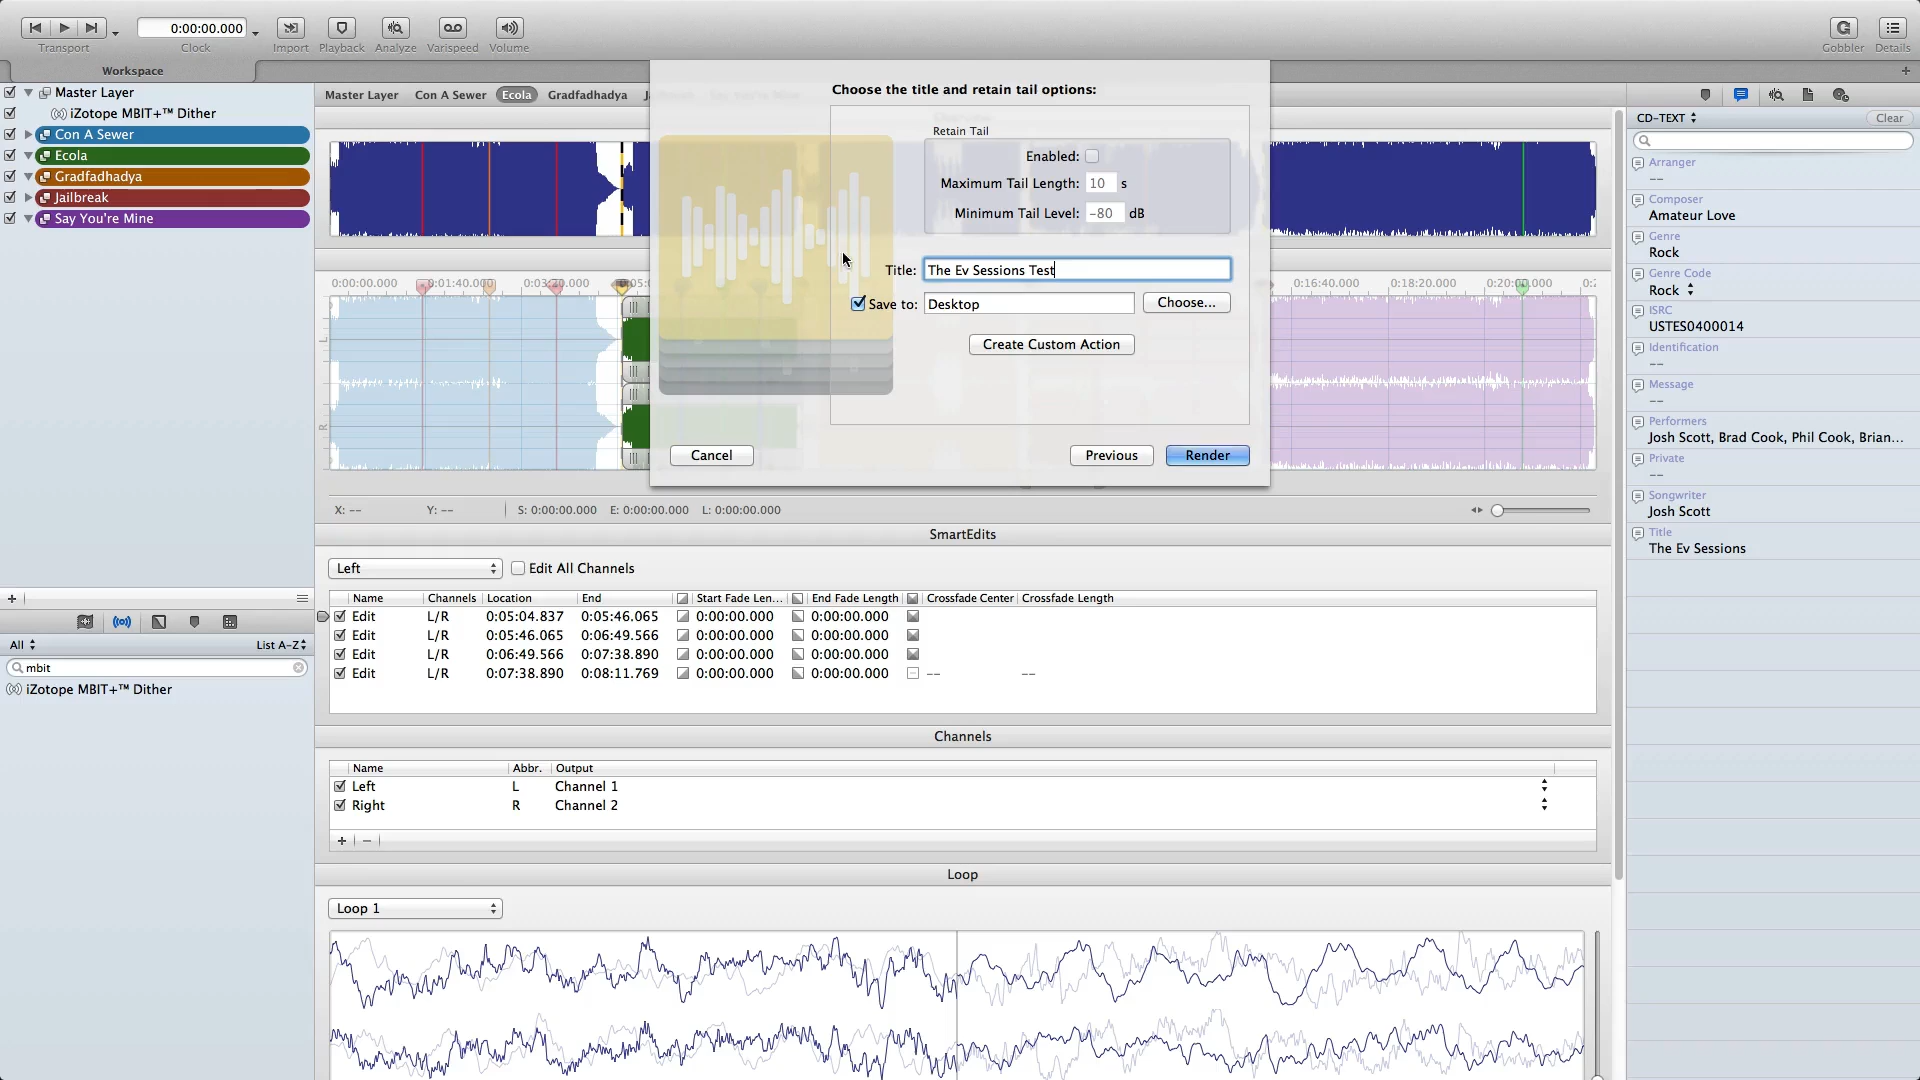 0:00:00.000
Transport
Clock
Import
Playback
Analyze
Varispeed
Volume
Gobbler
Details
Workspace
Master Layer
iZotope MBIT+™ Dither
Con A Sewer
Ecola
Gradfadhadya
Jailbreak
Say You're Mine
Master Layer
Con A Sewer
Ecola
Gradfadhadya
Choose the title and retain tail options:
Retain Tail
Enabled:
Maximum Tail Length: 10 s
Minimum Tail Level: -80 dB
Title: The Ev Sessions Test
Save to: Desktop
Choose...
Create Custom Action
Cancel
Previous
Render
0:00:00.000
0:01:40.000
0:03:20.000
0:16:40.000
0:18:20.000
0:20:00.000
L
R
X: --
Y: --
S: 0:00:00.000
E: 0:00:00.000
L: 0:00:00.000
SmartEdits
Left
Edit All Channels
Name Channels Location End Start Fade Len... End Fade Length Crossfade Center Crossfade Length
Edit L/R 0:05:04.837 0:05:46.065 0:00:00.000 0:00:00.000
Edit L/R 0:05:46.065 0:06:49.566 0:00:00.000 0:00:00.000
Edit L/R 0:06:49.566 0:07:38.890 0:00:00.000 0:00:00.000
Edit L/R 0:07:38.890 0:08:11.769 0:00:00.000 0:00:00.000 -- --
Channels
Name Abbr. Output
Left L Channel 1
Right R Channel 2
+ −
Loop
Loop 1
All
List A-Z
mbit
iZotope MBIT+™ Dither
CD-TEXT
Clear
Arranger
--
Composer
Amateur Love
Genre
Rock
Genre Code
Rock
ISRC
USTES0400014
Identification
--
Message
--
Performers
Josh Scott, Brad Cook, Phil Cook, Brian...
Private
--
Songwriter
Josh Scott
Title
The Ev Sessions